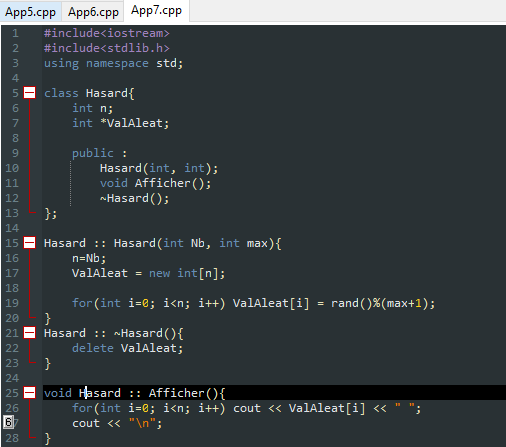 App5.cpp App6.cpp App7.cpp
1 #include<iostream>
2 #include<stdlib.h>
3 using namespace std;
4
5 class Hasard{
6 int n;
7 int *ValAleat;
8
9 public :
10 Hasard(int, int);
11 void Afficher();
12 ~Hasard();
13 };
14
15 Hasard :: Hasard(int Nb, int max){
16 n=Nb;
17 ValAleat = new int[n];
18
19 for(int i=0; i<n; i++) ValAleat[i] = rand()%(max+1);
20 }
21 Hasard :: ~Hasard(){
22 delete ValAleat;
23 }
24
25 void Hasard :: Afficher(){
26 for(int i=0; i<n; i++) cout << ValAleat[i] << " ";
cout << "\n";
28 }